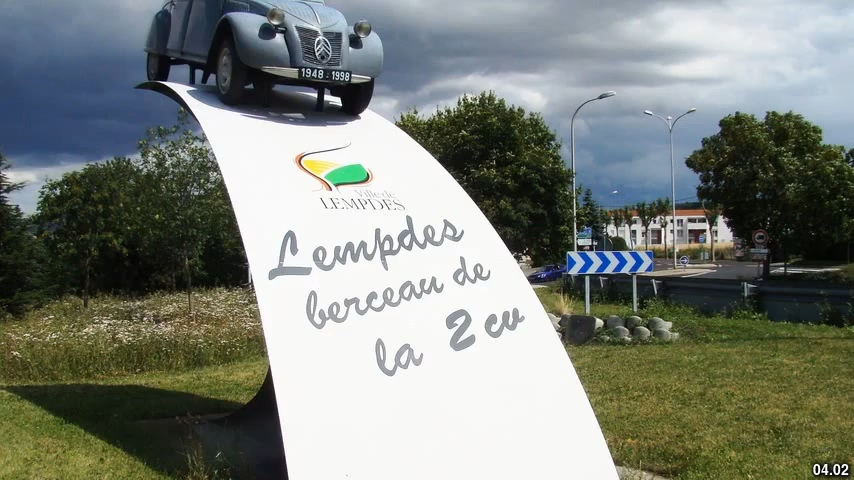 1948 - 1998
Ville de
LEMPDES
Lempdes
berceau de
la 2 cv
04.02